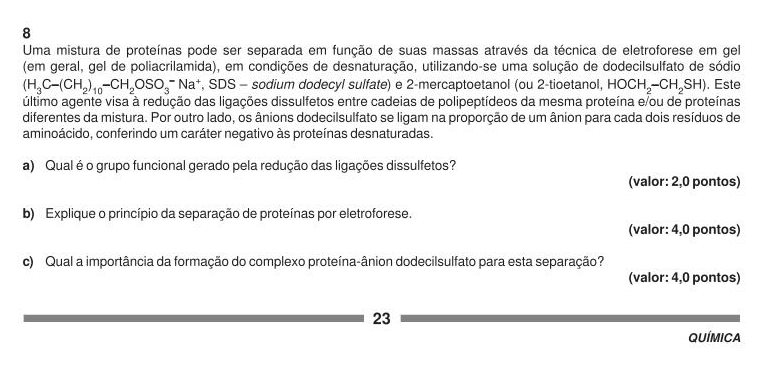 8
Uma mistura de proteínas pode ser separada em função de suas massas através da técnica de eletroforese em gel
(em geral, gel de poliacrilamida), em condições de desnaturação, utilizando-se uma solução de dodecilsulfato de sódio
(H₃C–(CH₂)₁₀–CH₂OSO₃⁻ Na⁺, SDS – sodium dodecyl sulfate) e 2-mercaptoetanol (ou 2-tioetanol, HOCH₂–CH₂SH). Este
último agente visa à redução das ligações dissulfetos entre cadeias de polipeptídeos da mesma proteína e/ou de proteínas
diferentes da mistura. Por outro lado, os ânions dodecilsulfato se ligam na proporção de um ânion para cada dois resíduos de
aminoácido, conferindo um caráter negativo às proteínas desnaturadas.
a) Qual é o grupo funcional gerado pela redução das ligações dissulfetos?
(valor: 2,0 pontos)
b) Explique o princípio da separação de proteínas por eletroforese.
(valor: 4,0 pontos)
c) Qual a importância da formação do complexo proteína-ânion dodecilsulfato para esta separação?
(valor: 4,0 pontos)
23
QUÍMICA